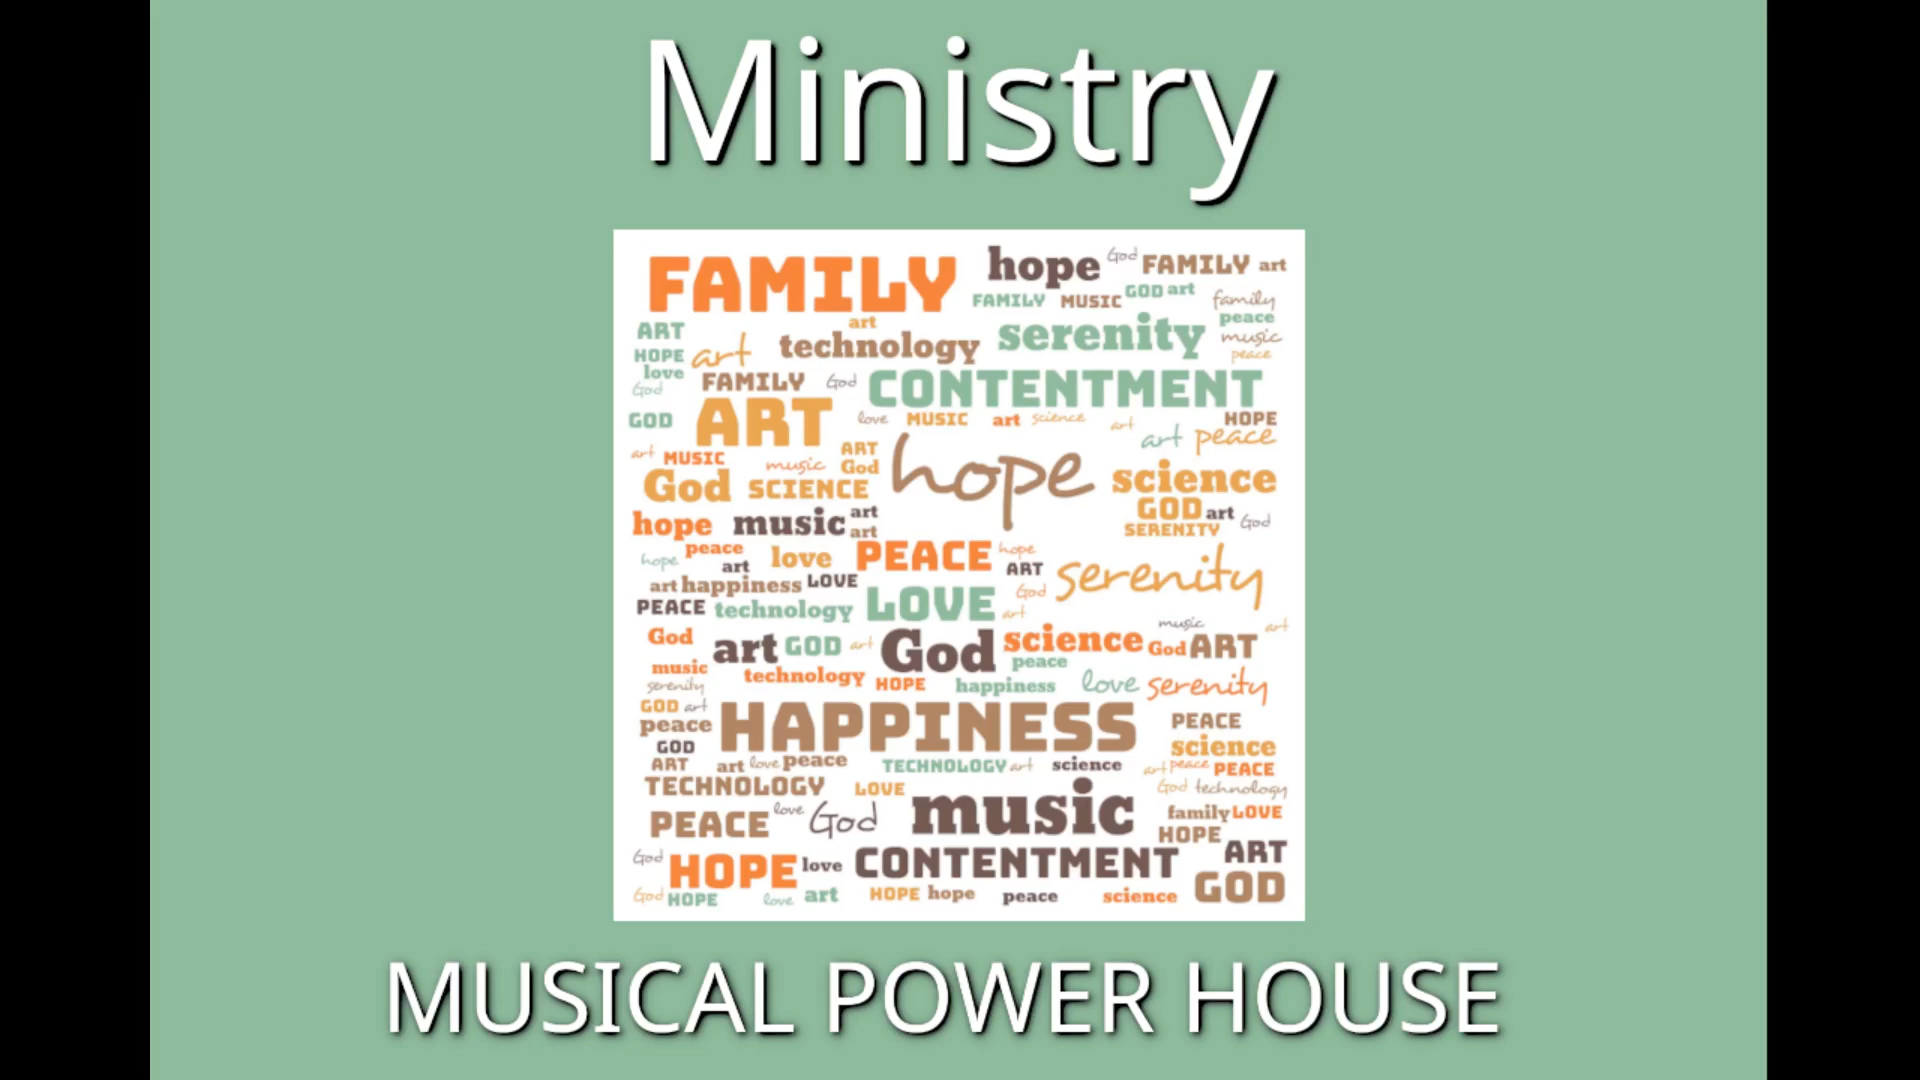 Ministry
FAMILY hope God FAMILY art
FAMILY MUSIC GOD art family
ART art technology serenity peace
HOPE art music
love peace
God FAMILY God CONTENTMENT
GOD ART love MUSIC art science art HOPE
art peace
art MUSIC music ART hope science
God SCIENCE God GOD art God
hope music art SERENITY
art
hope peace love PEACE hope serenity
art ART
art happiness LOVE God
PEACE technology LOVE art
God art GOD art God science music art
God ART
music technology peace
serenity HOPE happiness love serenity
GOD art HAPPINESS PEACE
peace science
GOD
ART art love peace TECHNOLOGY art science art peace PEACE
TECHNOLOGY LOVE music God technology
PEACE love God family LOVE
HOPE
God HOPE love CONTENTMENT ART
God HOPE love art HOPE hope peace science GOD
MUSICAL POWER HOUSE